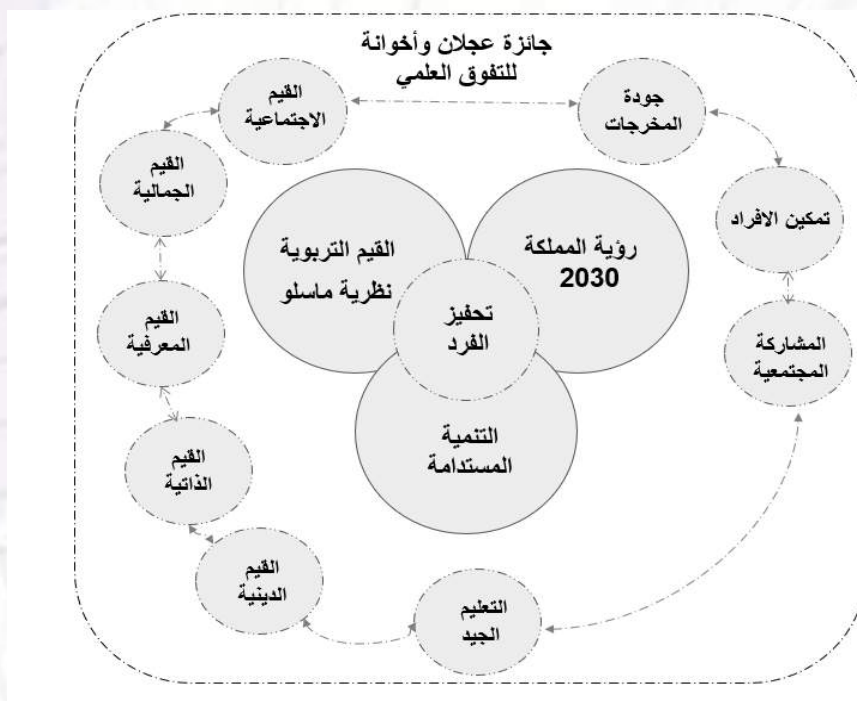 جائزة عجلان وأخوانة
للتفوق العلمي
جودة
المخرجات
القيم
الاجتماعية
القيم
الجمالية
تمكين الافراد
القيم التربوية
نظرية ماسلو
رؤية المملكة
2030
تحفيز
الفرد
القيم
المعرفية
المشاركة
المجتمعية
التنمية
المستدامة
القيم
الذاتية
القيم
الدينية
التعليم
الجيد